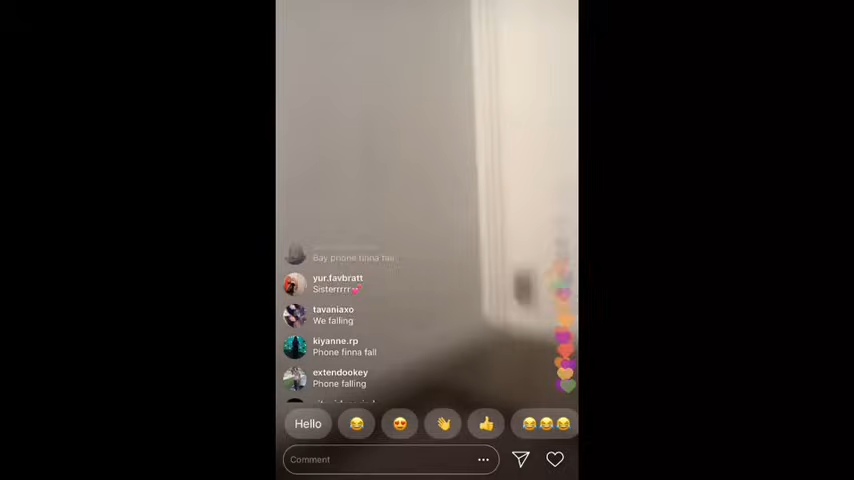 Bay phone finna fall
yur.favbratt
Sisterrrrr💞
tavaniaxo
We falling
kiyanne.rp
Phone finna fall
extendookey
Phone falling
Hello
Comment